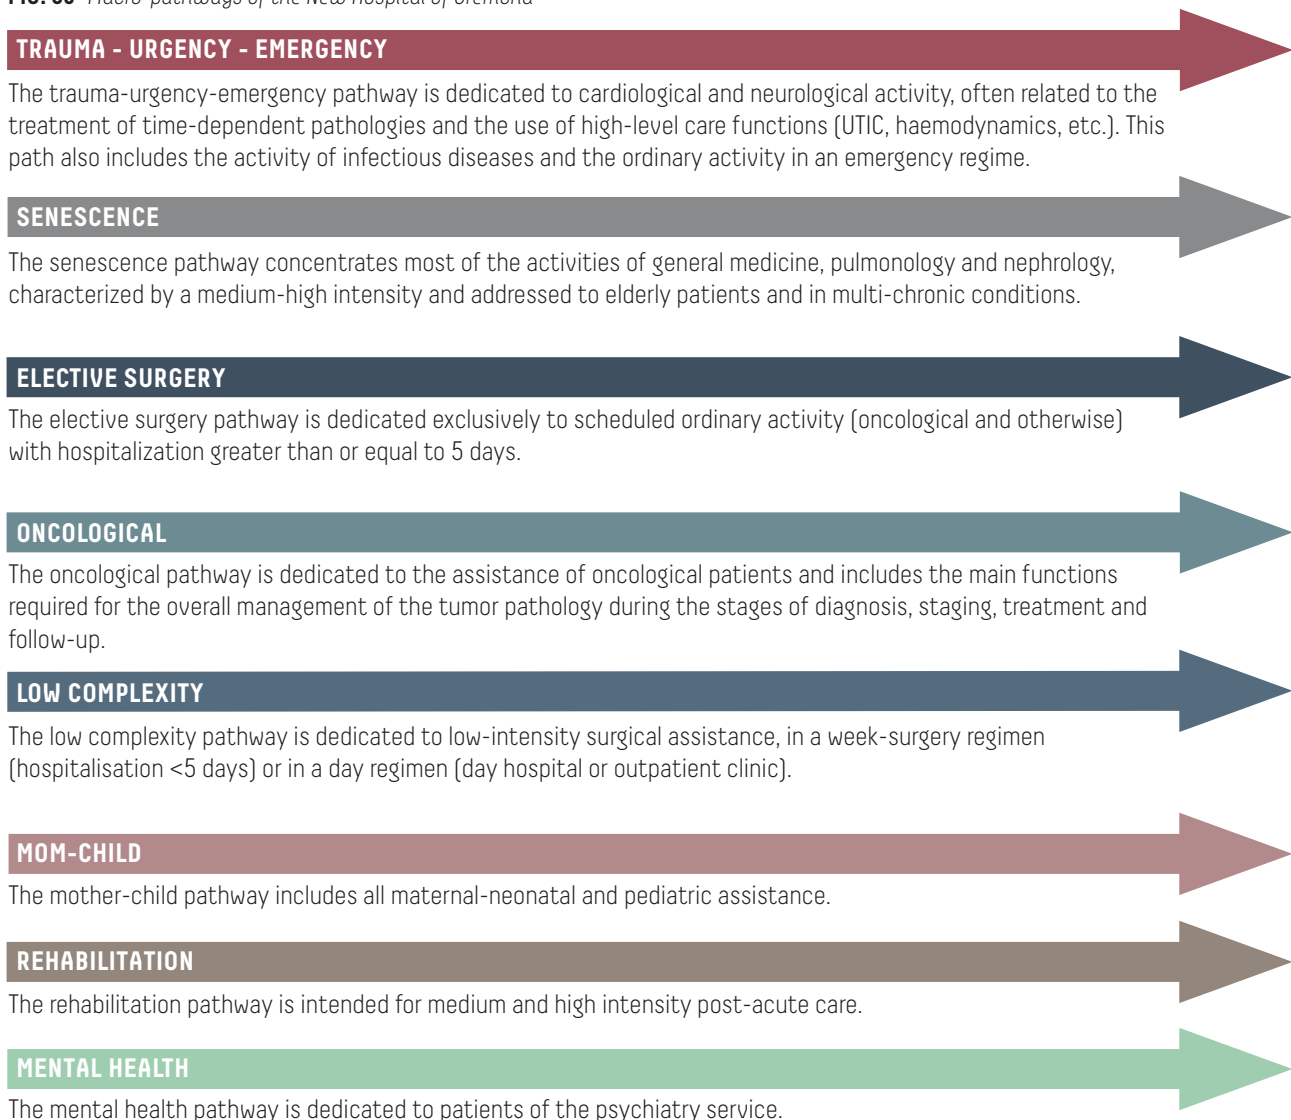 Macro-pathways of the New Hospital of Cremona
TRAUMA - URGENCY - EMERGENCY
The trauma-urgency-emergency pathway is dedicated to cardiological and neurological activity, often related to the
treatment of time-dependent pathologies and the use of high-level care functions (UTIC, haemodynamics, etc.). This
path also includes the activity of infectious diseases and the ordinary activity in an emergency regime.
SENESCENCE
The senescence pathway concentrates most of the activities of general medicine, pulmonology and nephrology,
characterized by a medium-high intensity and addressed to elderly patients and in multi-chronic conditions.
ELECTIVE SURGERY
The elective surgery pathway is dedicated exclusively to scheduled ordinary activity (oncological and otherwise)
with hospitalization greater than or equal to 5 days.
ONCOLOGICAL
The oncological pathway is dedicated to the assistance of oncological patients and includes the main functions
required for the overall management of the tumor pathology during the stages of diagnosis, staging, treatment and
follow-up.
LOW COMPLEXITY
The low complexity pathway is dedicated to low-intensity surgical assistance, in a week-surgery regimen
(hospitalisation <5 days) or in a day regimen (day hospital or outpatient clinic).
MOM-CHILD
The mother-child pathway includes all maternal-neonatal and pediatric assistance.
REHABILITATION
The rehabilitation pathway is intended for medium and high intensity post-acute care.
MENTAL HEALTH
The mental health pathway is dedicated to patients of the psychiatry service.